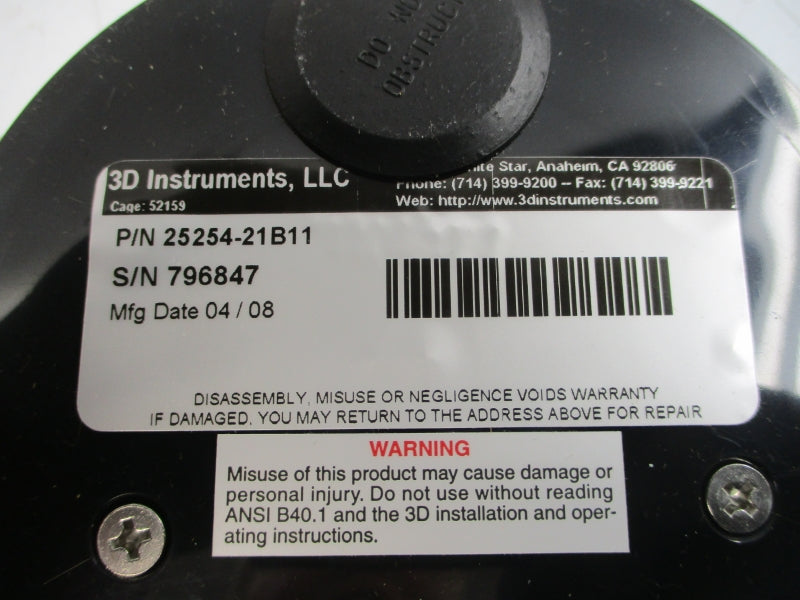 DO NO
OBSTRUCT
3D Instruments, LLC
Cage: 52159
White Star, Anaheim, CA 92806
Phone: (714) 399-9200 -- Fax: (714) 399-9221
Web: http://www.3dinstruments.com
P/N 25254-21B11
S/N 796847
Mfg Date 04 / 08
DISASSEMBLY, MISUSE OR NEGLIGENCE VOIDS WARRANTY
IF DAMAGED, YOU MAY RETURN TO THE ADDRESS ABOVE FOR REPAIR
WARNING
Misuse of this product may cause damage or
personal injury. Do not use without reading
ANSI B40.1 and the 3D installation and oper-
ating instructions.